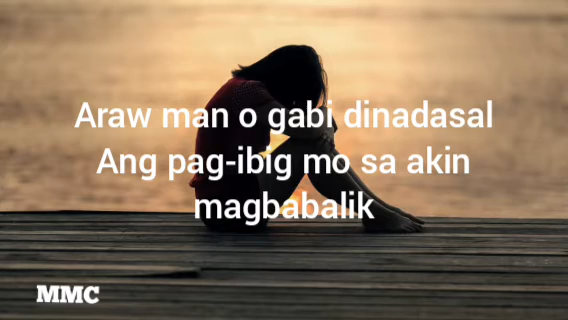 Araw man o gabi dinadasal
Ang pag-ibig mo sa akin
magbabalik
MMC